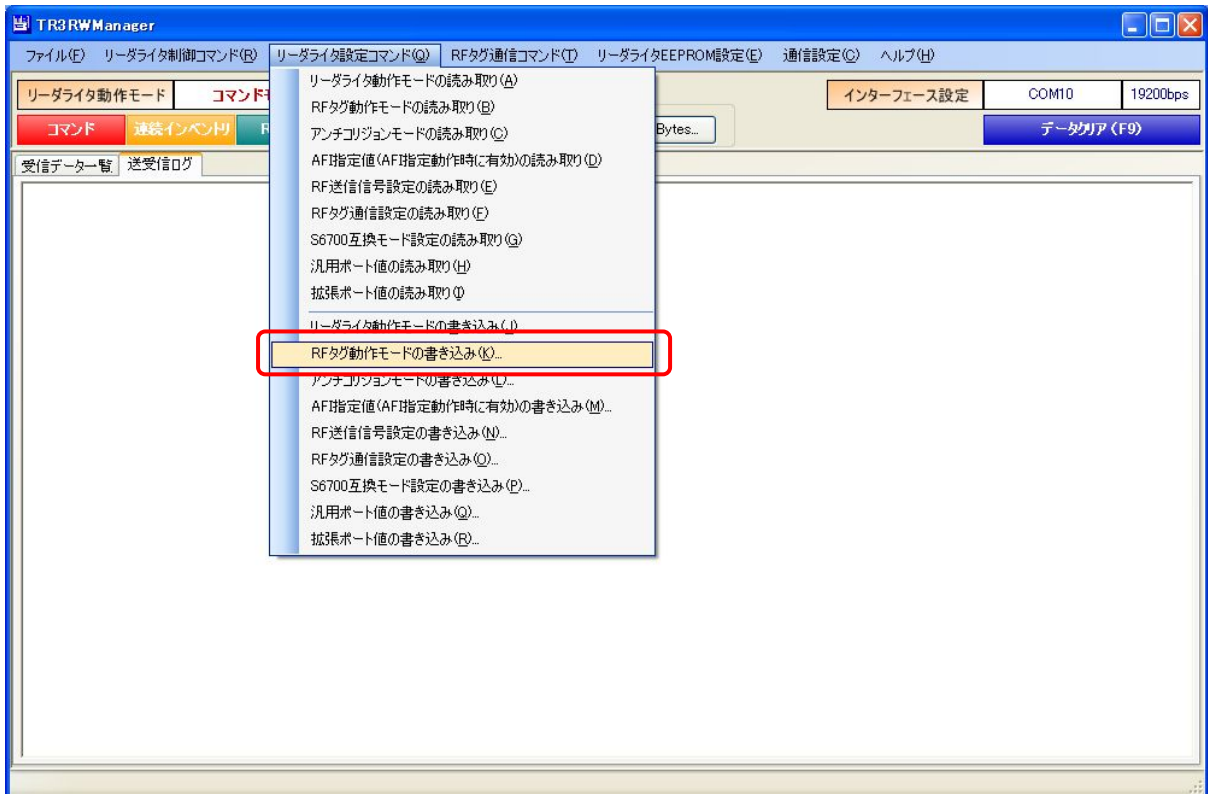 TR3RWManager
ファイル(F) リーダライタ制御コマンド(R) リーダライタ設定コマンド(Q) RFタグ通信コマンド(T) リーダライタEEPROM設定(E) 通信設定(C) ヘルプ(H)
リーダライタ動作モード コマンドモ インターフェース設定 COM10 19200bps
コマンド 連続インベントリ R Bytes... データクリア (F9)
受信データ一覧 送受信ログ
リーダライタ動作モードの読み取り(A)
RFタグ動作モードの読み取り(B)
アンチコリジョンモードの読み取り(C)
AFI指定値(AFI指定動作時に有効)の読み取り(D)
RF送信信号設定の読み取り(E)
RFタグ通信設定の読み取り(F)
S6700互換モード設定の読み取り(G)
汎用ポート値の読み取り(H)
拡張ポート値の読み取り(I)
リーダライタ動作モードの書き込み(J)
RFタグ動作モードの書き込み(K)...
アンチコリジョンモードの書き込み(L)...
AFI指定値(AFI指定動作時に有効)の書き込み(M)...
RF送信信号設定の書き込み(N)...
RFタグ通信設定の書き込み(O)...
S6700互換モード設定の書き込み(P)...
汎用ポート値の書き込み(Q)...
拡張ポート値の書き込み(R)...